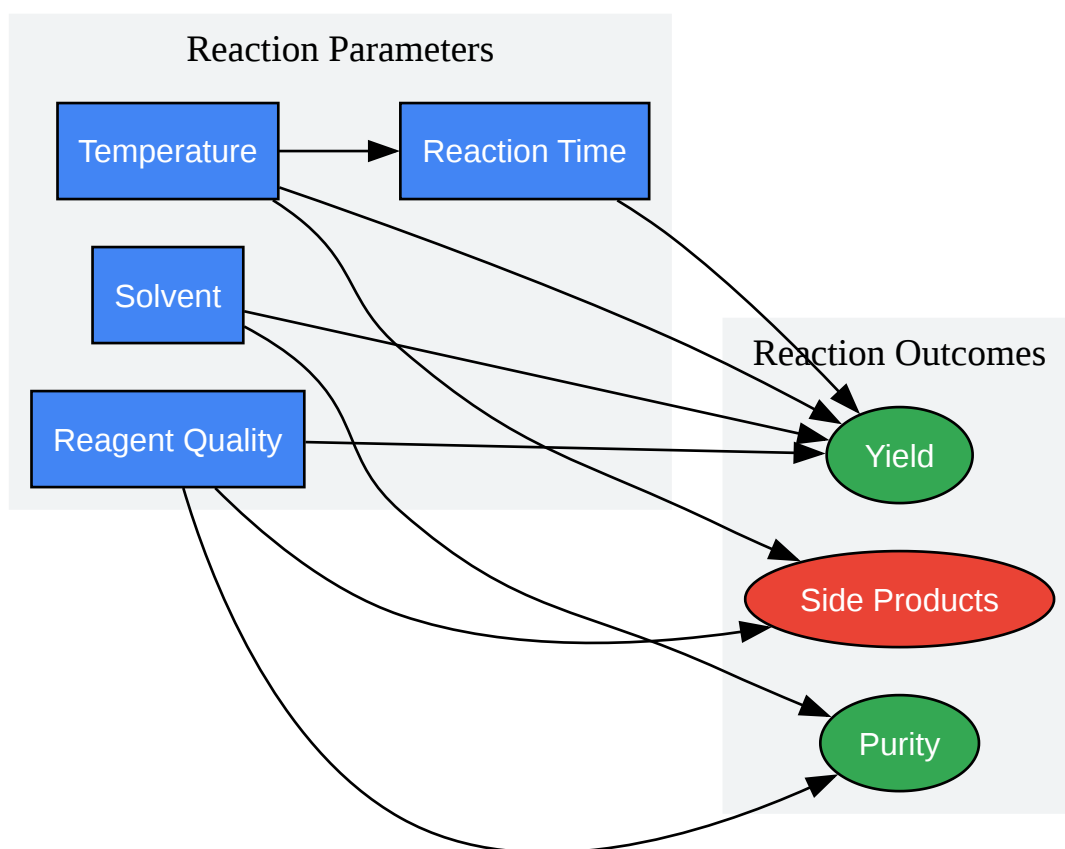 Reaction Parameters
Temperature
Reaction Time
Solvent
Reagent Quality
Reaction Outcomes
Yield
Side Products
Purity